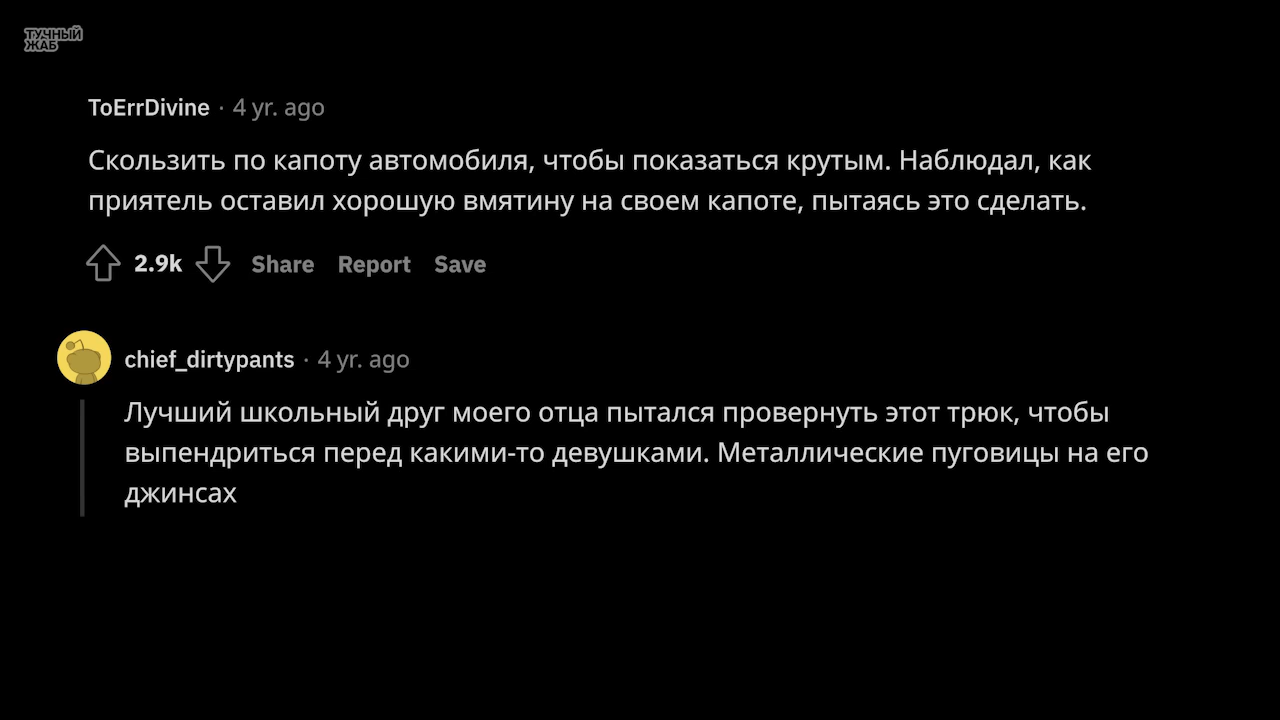 ТУЧНЫЙ
ЖАБ
ToErrDivine · 4 yr. ago
Скользить по капоту автомобиля, чтобы показаться крутым. Наблюдал, как
приятель оставил хорошую вмятину на своем капоте, пытаясь это сделать.
2.9k Share Report Save
chief_dirtypants · 4 yr. ago
Лучший школьный друг моего отца пытался провернуть этот трюк, чтобы
выпендриться перед какими-то девушками. Металлические пуговицы на его
джинсах